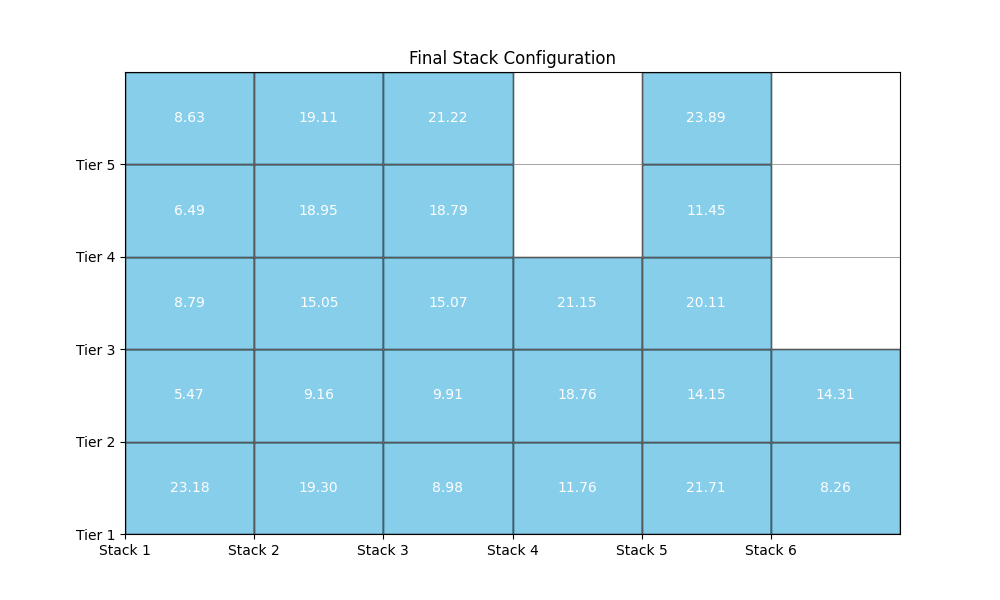 Final Stack Configuration
8.63 19.11 21.22 23.89
Tier 5
6.49 18.95 18.79 11.45
Tier 4
8.79 15.05 15.07 21.15 20.11
Tier 3
5.47 9.16 9.91 18.76 14.15 14.31
Tier 2
23.18 19.30 8.98 11.76 21.71 8.26
Tier 1
Stack 1 Stack 2 Stack 3 Stack 4 Stack 5 Stack 6